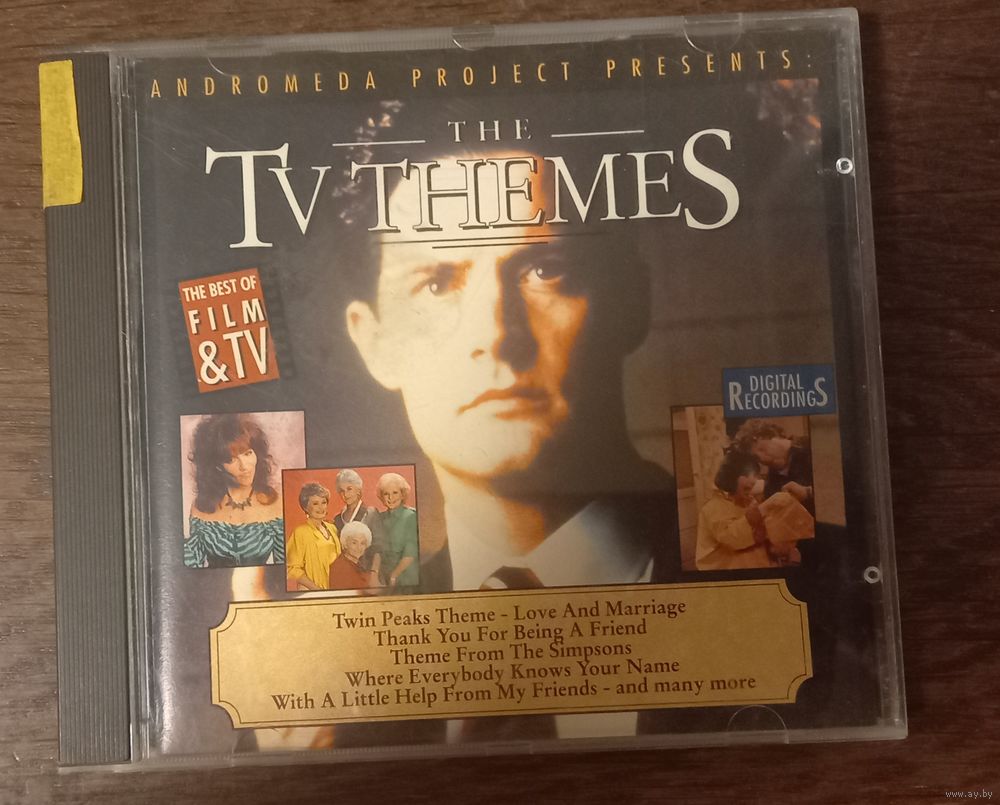 ANDROMEDA PROJECT PRESENTS:
THE
TV THEMES
THE BEST OF
FILM
& TV
DIGITAL
RECORDINGS
Twin Peaks Theme - Love And Marriage
Thank You For Being A Friend
Theme From The Simpsons
Where Everybody Knows Your Name
With A Little Help From My Friends - and many more
www.ay.by